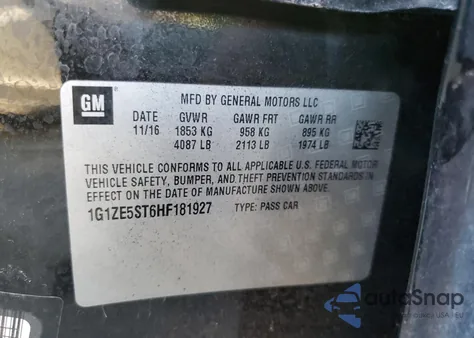 GM
MFD BY GENERAL MOTORS LLC
DATE GVWR GAWR FRT GAWR RR
11/16 1853 KG 958 KG 895 KG
4087 LB 2113 LB 1974 LB
THIS VEHICLE CONFORMS TO ALL APPLICABLE U.S. FEDERAL MOTOR
VEHICLE SAFETY, BUMPER, AND THEFT PREVENTION STANDARDS IN
EFFECT ON THE DATE OF MANUFACTURE SHOWN ABOVE.
1G1ZE5ST6HF181927 TYPE: PASS CAR
autoSnap